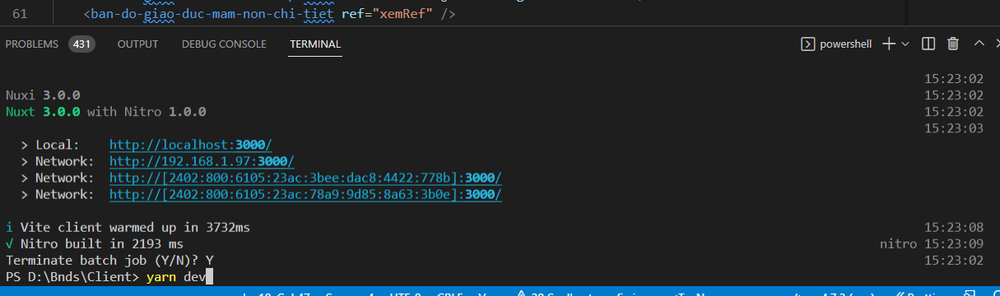 61 <ban-do-giao-duc-mam-non-chi-tiet ref="xemRef" />
PROBLEMS 431 OUTPUT DEBUG CONSOLE TERMINAL powershell
15:23:02
Nuxi 3.0.0 15:23:02
Nuxt 3.0.0 with Nitro 1.0.0 15:23:02
15:23:03
> Local: http://localhost:3000/
> Network: http://192.168.1.97:3000/
> Network: http://[2402:800:6105:23ac:3bee:dac8:4422:778b]:3000/
> Network: http://[2402:800:6105:23ac:78a9:9d85:8a63:3b0e]:3000/
i Vite client warmed up in 3732ms 15:23:08
√ Nitro built in 2193 ms nitro 15:23:09
Terminate batch job (Y/N)? Y 15:23:02
PS D:\Bnds\Client> yarn dev